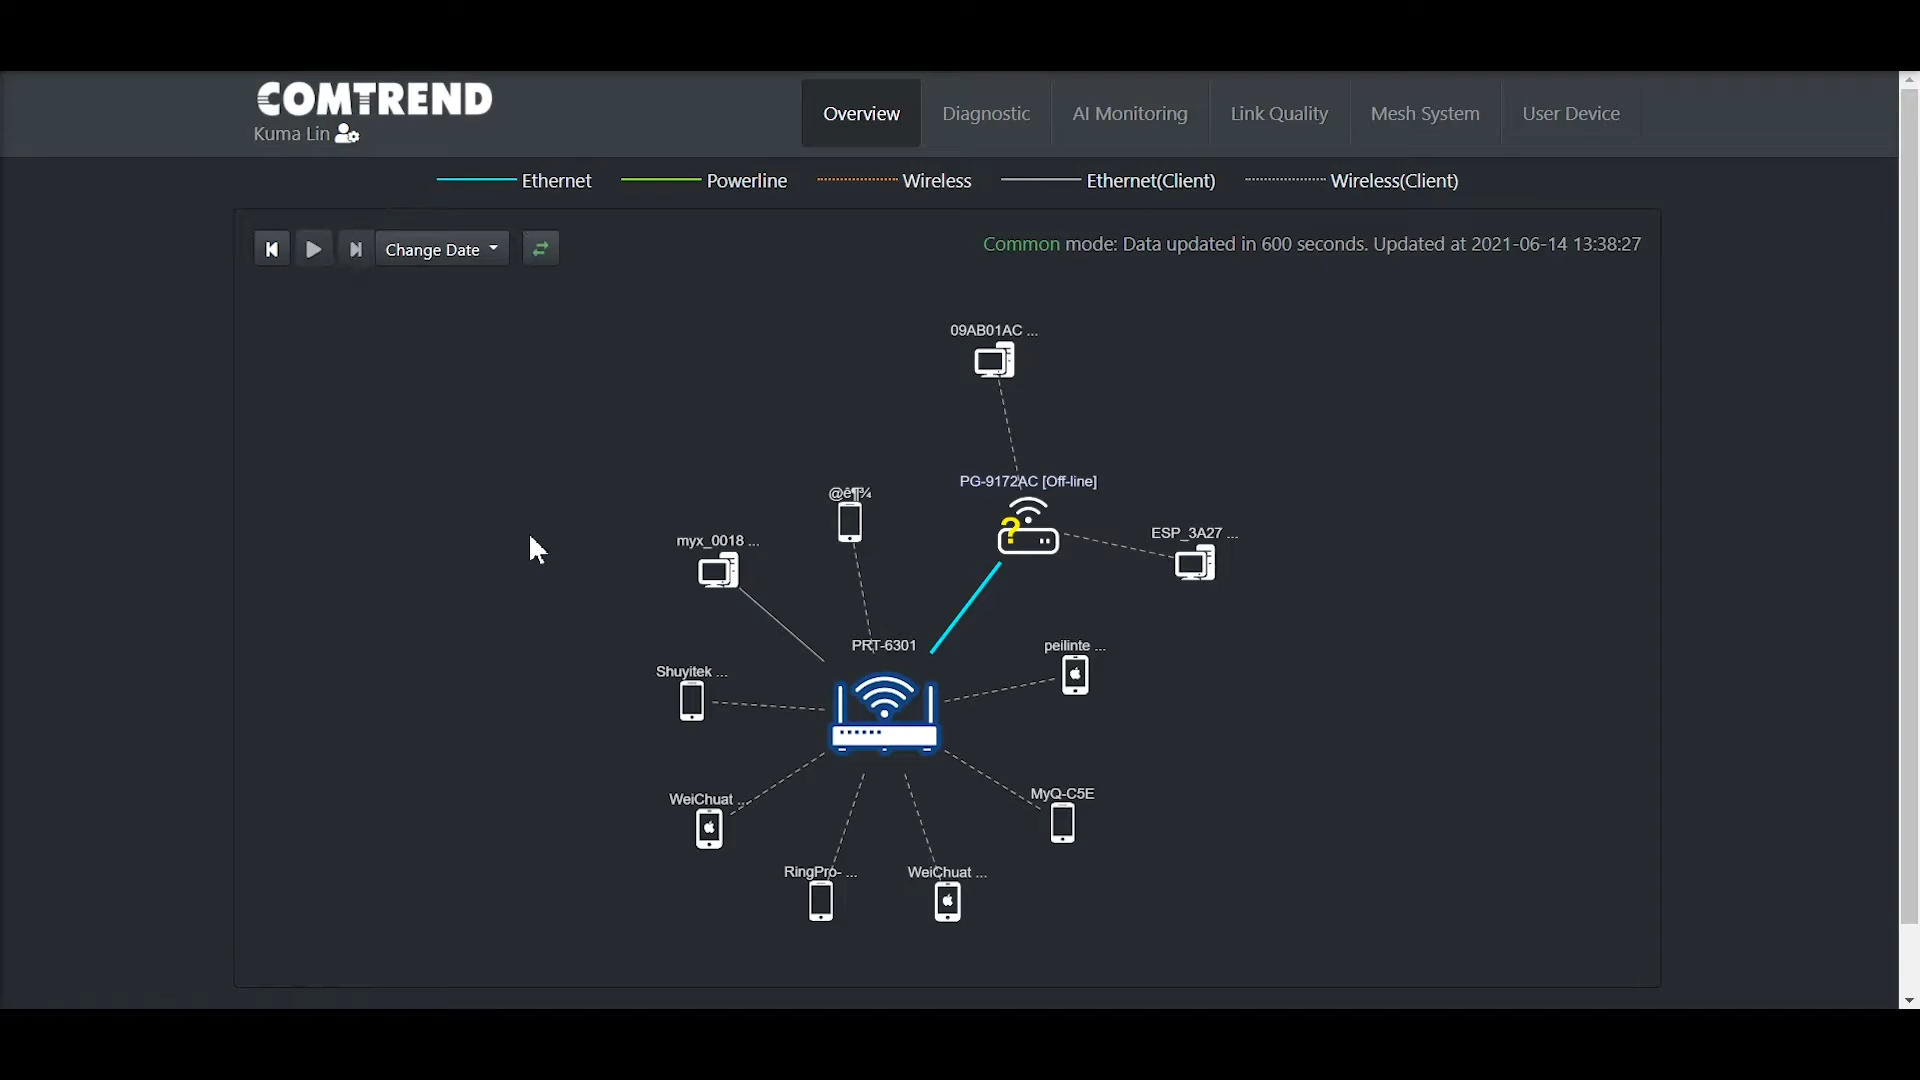 COMTREND
Kuma Lin
Overview
Diagnostic
AI Monitoring
Link Quality
Mesh System
User Device
Ethernet
Powerline
Wireless
Ethernet(Client)
Wireless(Client)
Change Date
Common mode: Data updated in 600 seconds. Updated at 2021-06-14 13:38:27
09AB01AC ...
PG-9172AC [Off-line]
?
@ê¶¾
ESP_3A27 ...
myx_0018 ...
PRT-6301
peilinte ...
Shuyitek ...
WeiChuat ...
MyQ-C5E
RingPro- ...
WeiChuat ...